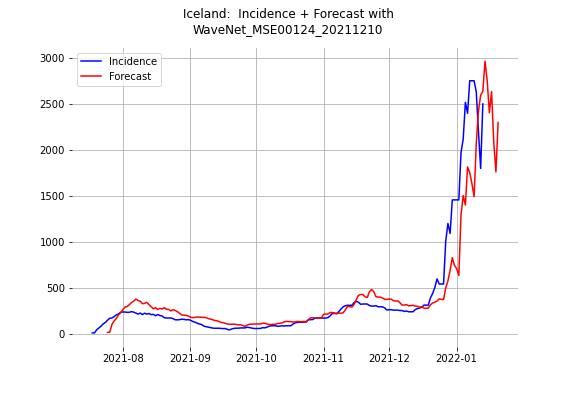 Iceland:  Incidence + Forecast with
WaveNet_MSE00124_20211210
Incidence
Forecast
3000
2500
2000
1500
1000
500
0
2021-08 2021-09 2021-10 2021-11 2021-12 2022-01